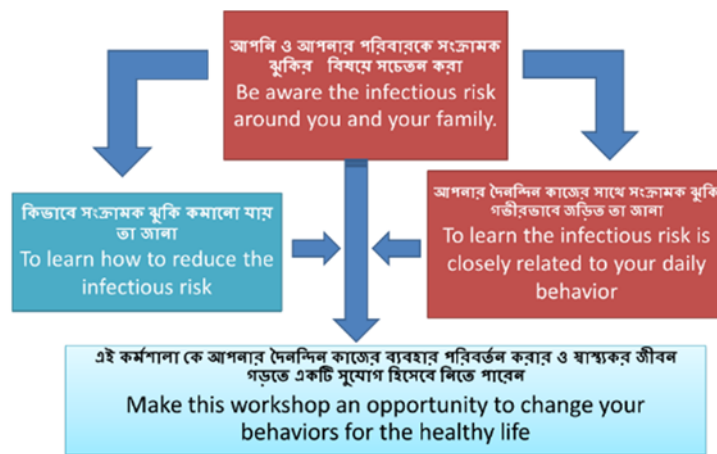 আপনি ও আপনার পরিবারকে সংক্রামক
ঝুকির বিষয়ে সচেতন করা
Be aware the infectious risk
around you and your family.
কিভাবে সংক্রামক ঝুকি কমানো যায়
তা জানা
To learn how to reduce the
infectious risk
আপনার দৈনন্দিন কাজের সাথে সংক্রামক ঝুকি
গভীরভাবে জড়িত তা জানা
To learn the infectious risk is
closely related to your daily
behavior
এই কর্মশালা কে আপনার দৈনন্দিন কাজের ব্যবহার পরিবর্তন করার ও স্বাস্থ্যকর জীবন
গড়তে একটি সুযোগ হিসেবে নিতে পারেন
Make this workshop an opportunity to change your
behaviors for the healthy life